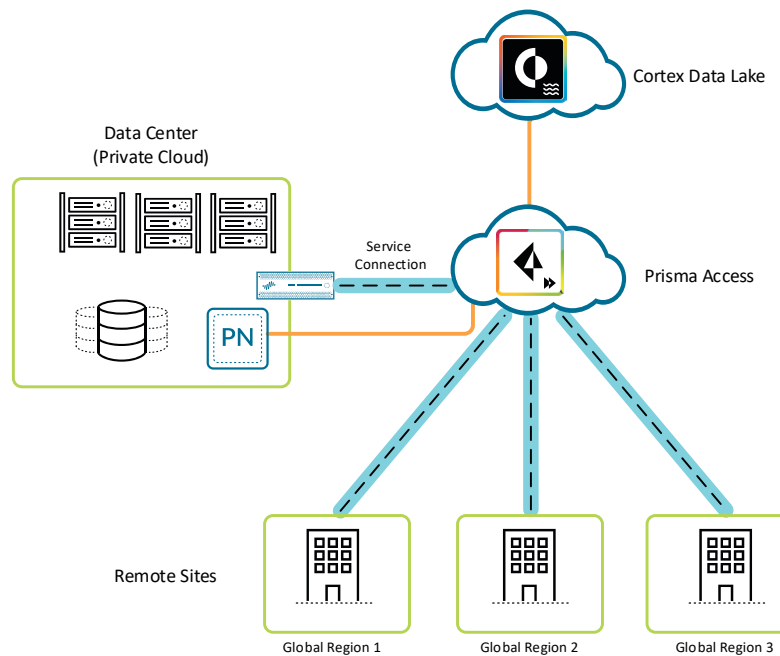 Cortex Data Lake
Data Center
(Private Cloud)
Service
Connection
Prisma Access
PN
Remote Sites
Global Region 1
Global Region 2
Global Region 3